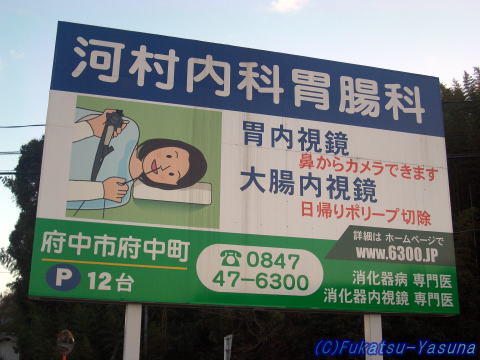 河村内科胃腸科
胃内視鏡
鼻からカメラできます
大腸内視鏡
日帰りポリープ切除
府中市府中町
P 12台
☎0847
47-6300
詳細は ホームページで
www.6300.JP
消化器病 専門医
消化器内視鏡 専門医
(C)Fukatsu-Yasuna